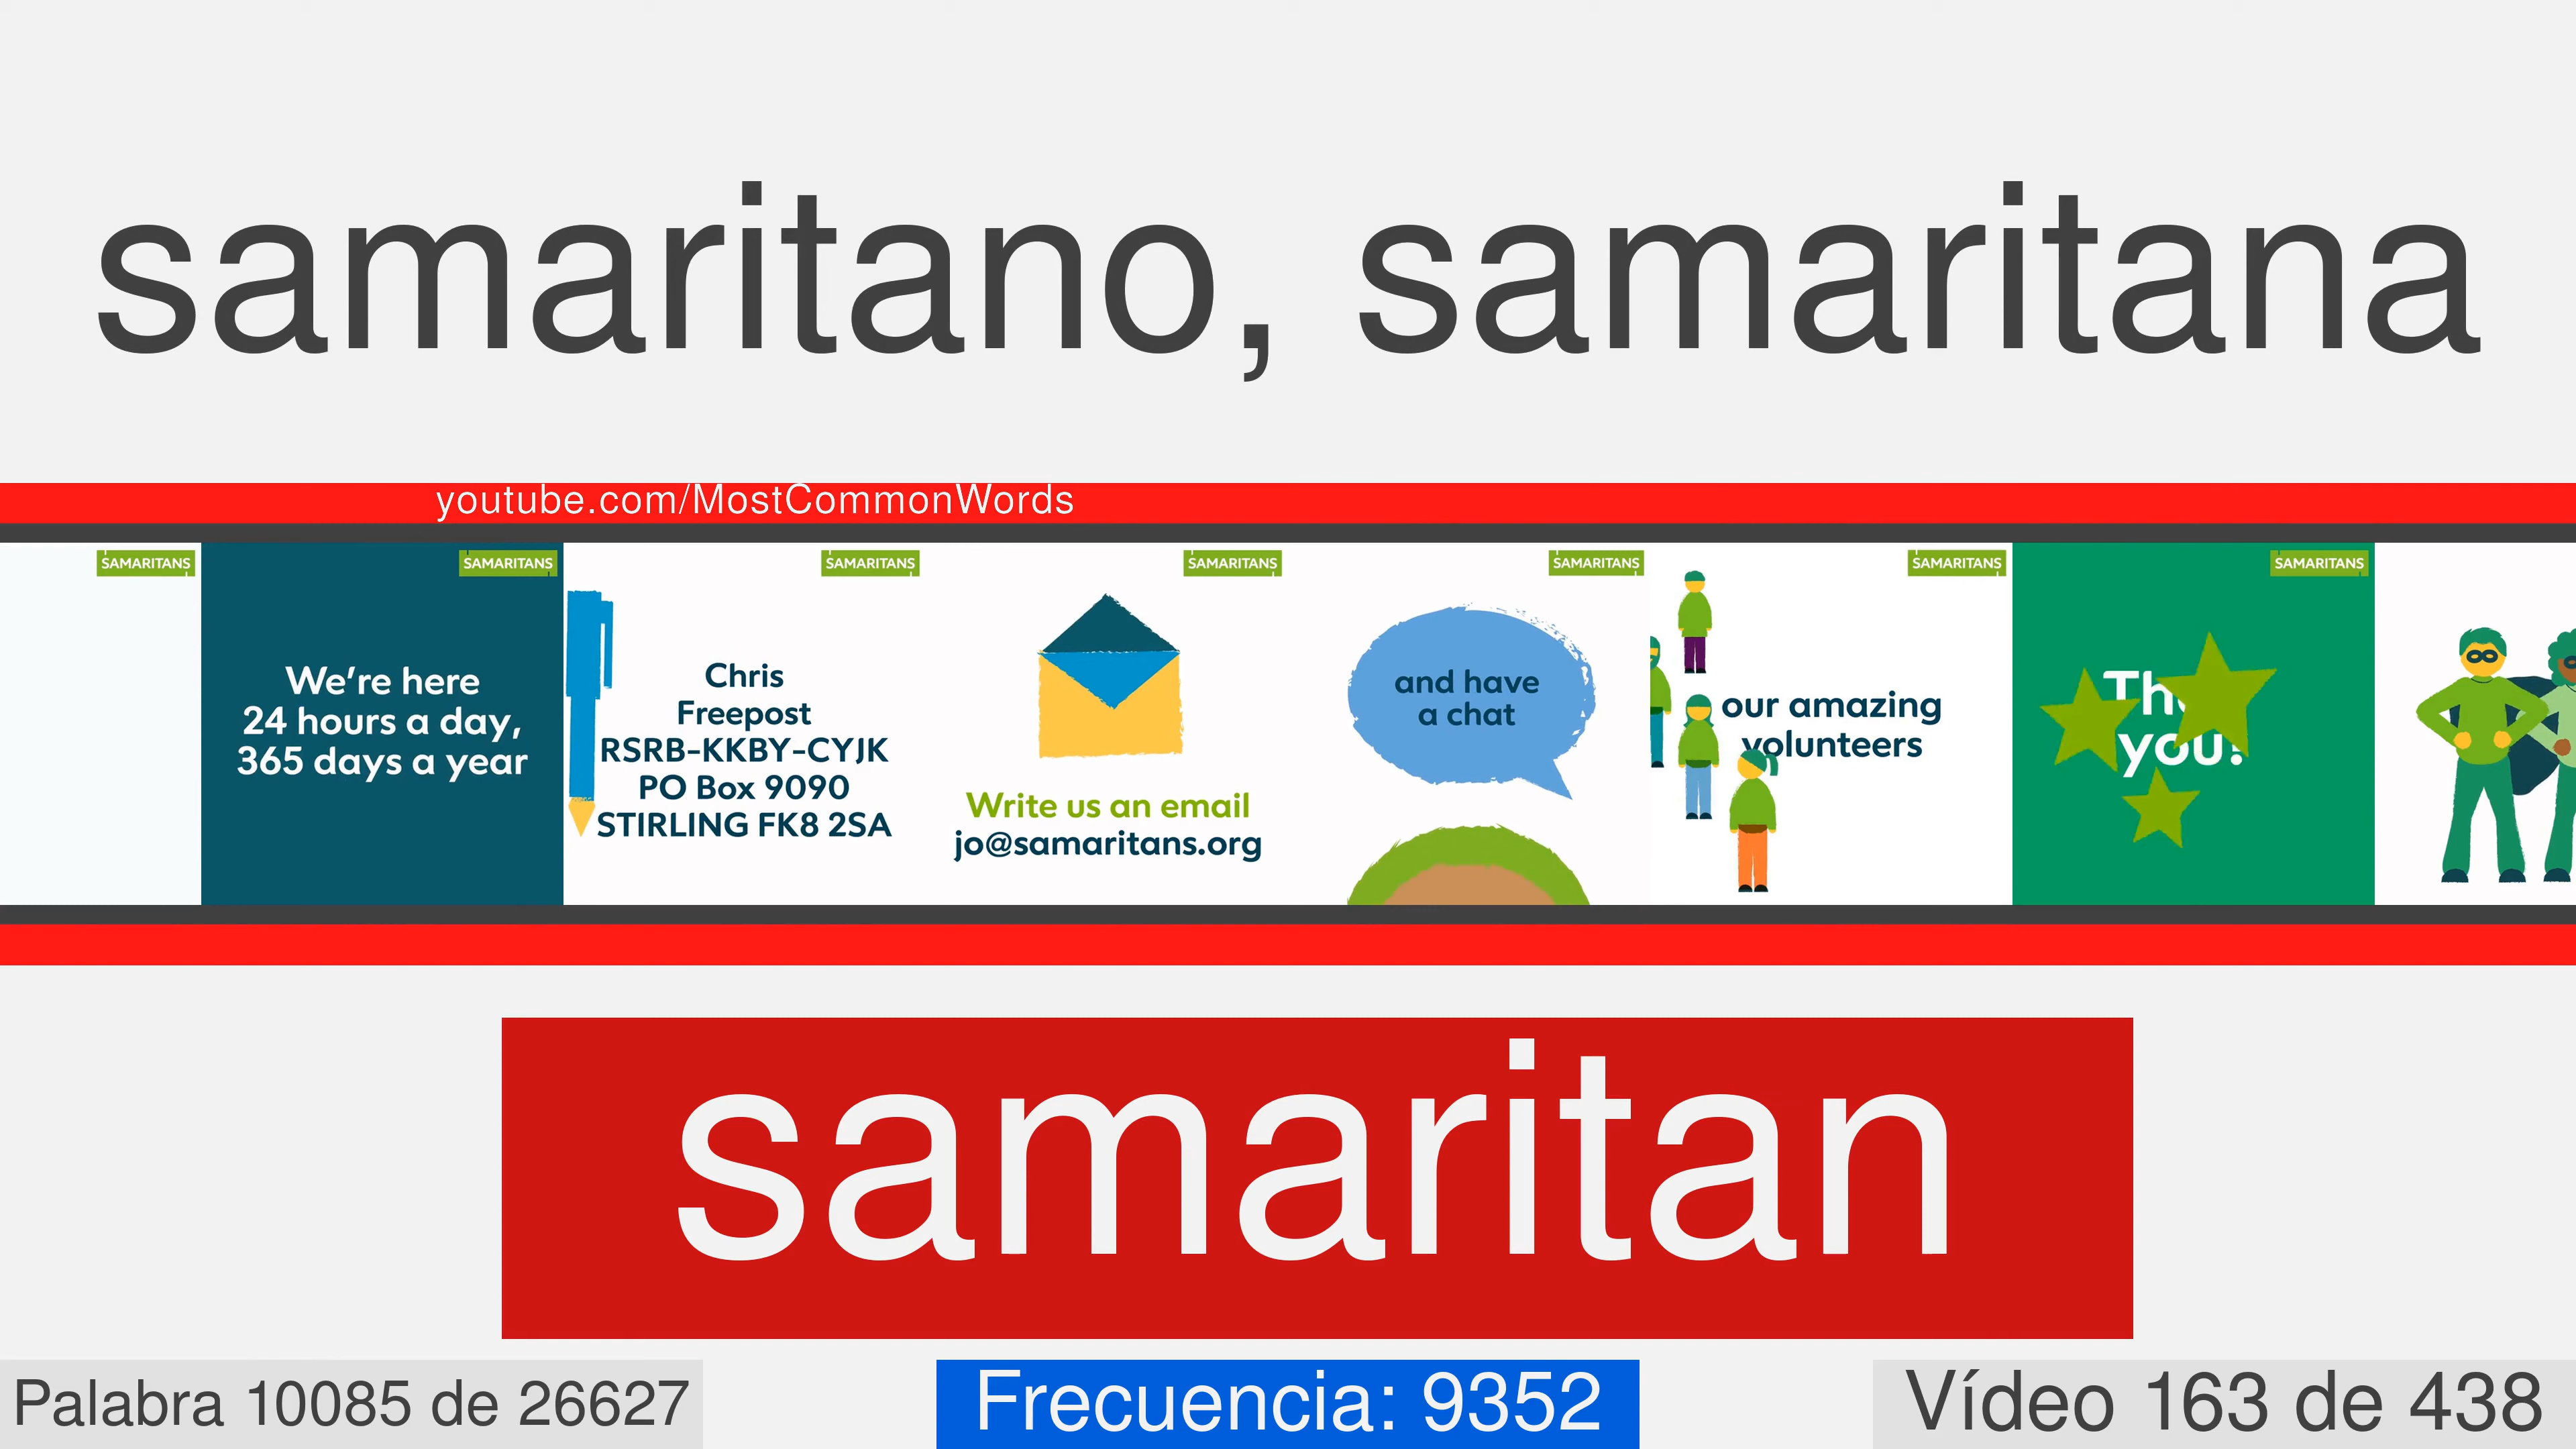 samaritano, samaritana
youtube.com/MostCommonWords
SAMARITANS
SAMARITANS
We're here
24 hours a day,
365 days a year
SAMARITANS
Chris
Freepost
RSRB-KKBY-CYJK
PO Box 9090
STIRLING FK8 2SA
SAMARITANS
Write us an email
jo@samaritans.org
SAMARITANS
and have
a chat
SAMARITANS
our amazing
volunteers
SAMARITANS
you!
samaritan
Palabra 10085 de 26627
Frecuencia: 9352
Vídeo 163 de 438